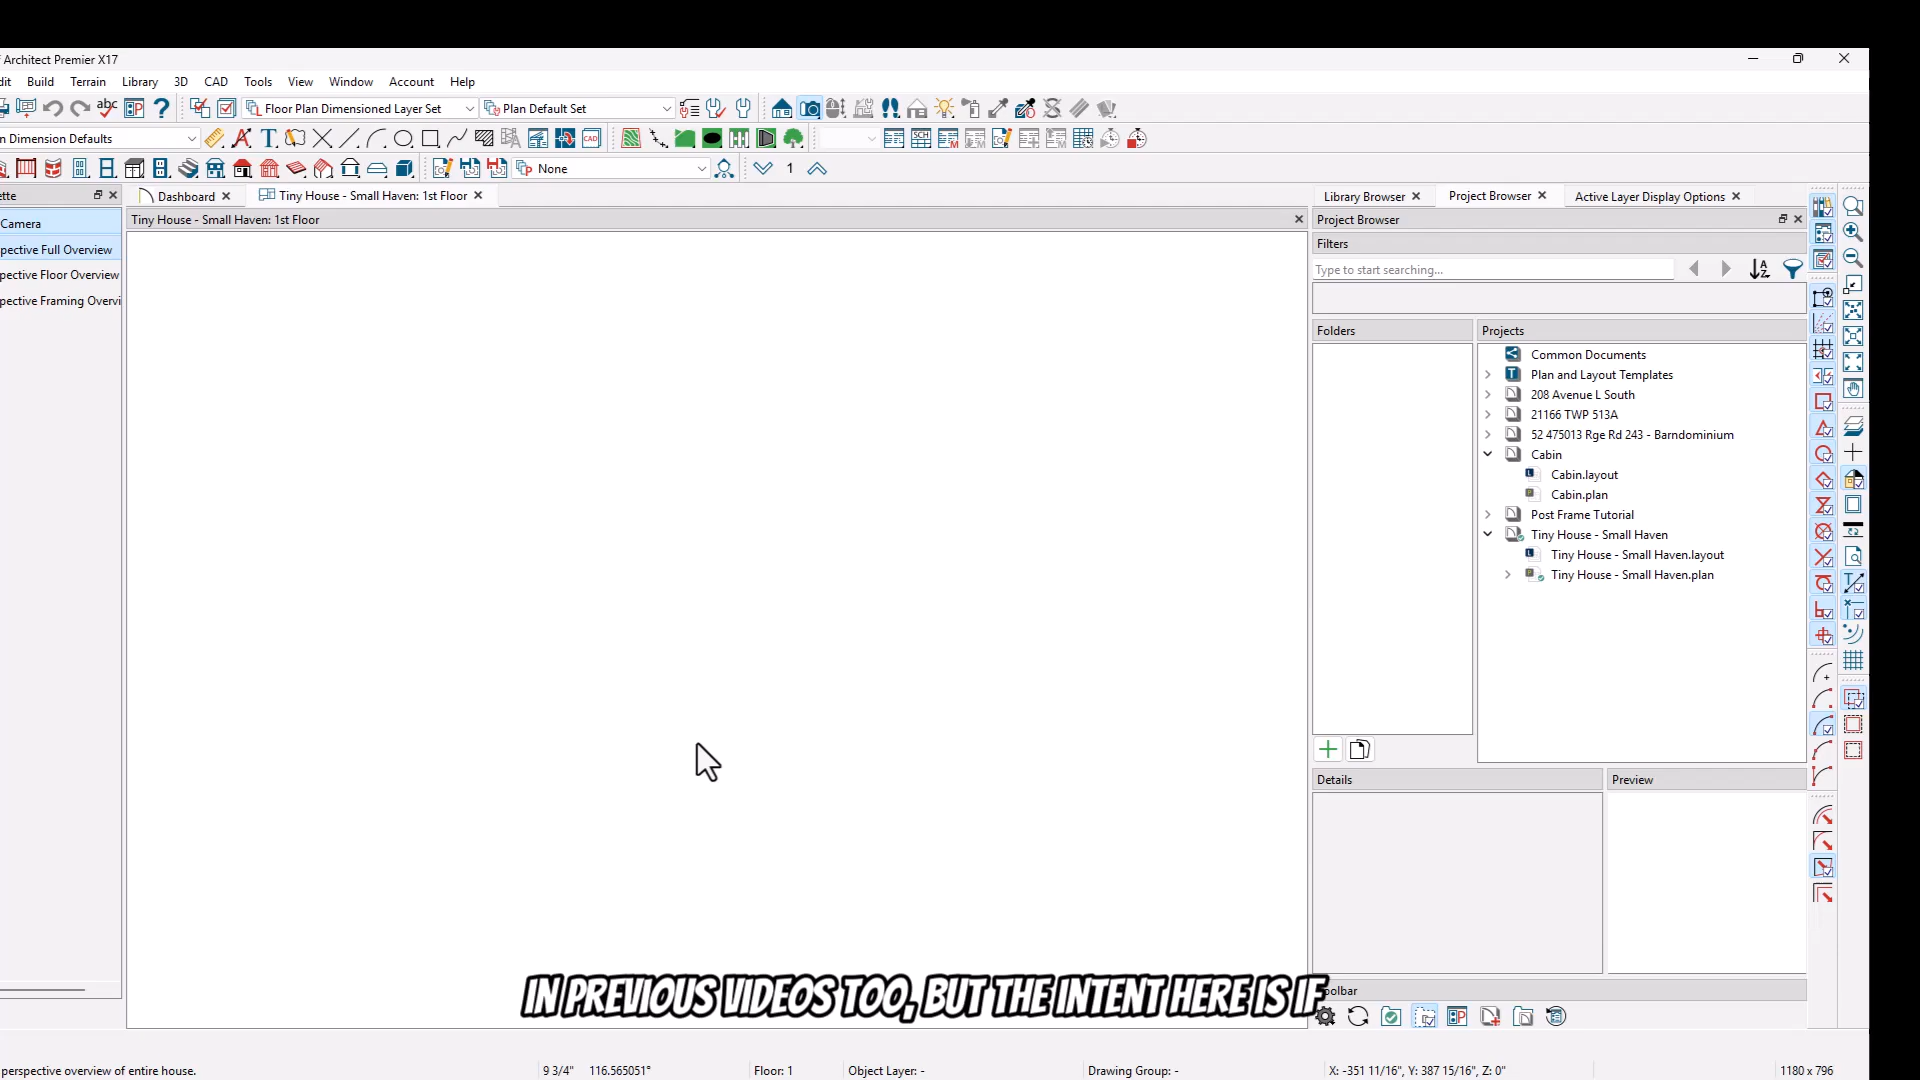 Architect Premier X17
dit Build Terrain Library 3D CAD Tools View Window Account Help
abc ? Floor Plan Dimensioned Layer Set Plan Default Set
n Dimension Defaults T CAD SCH
None 1
ette Dashboard Tiny House - Small Haven: 1st Floor Library Browser Project Browser Active Layer Display Options
Camera
pective Full Overview
pective Floor Overview
pective Framing Overvi
Tiny House - Small Haven: 1st Floor
Project Browser
Filters
Type to start searching...
Folders
Projects
Common Documents
Plan and Layout Templates
208 Avenue L South
21166 TWP 513A
52 475013 Rge Rd 243 - Barndominium
Cabin
Cabin.layout
Cabin.plan
Post Frame Tutorial
Tiny House - Small Haven
Tiny House - Small Haven.layout
Tiny House - Small Haven.plan
Details
Preview
IN PREVIOUS VIDEOS TOO, BUT THE INTENT HERE IS IF
oolbar
perspective overview of entire house. 9 3/4" 116.565051° Floor: 1 Object Layer: - Drawing Group: - X: -351 11/16", Y: 387 15/16", Z: 0" 1180 x 796